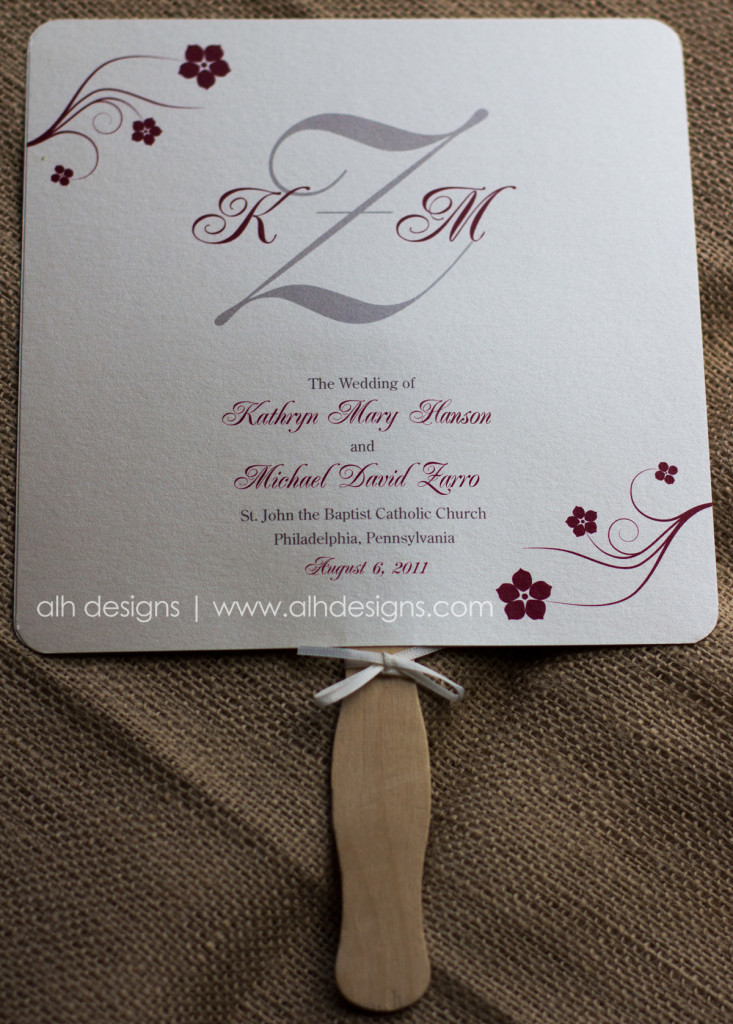 K Z M
The Wedding of
Kathryn Mary Hanson
and
Michael David Zarro
St. John the Baptist Catholic Church
Philadelphia, Pennsylvania
August 6, 2011
alh designs | www.alhdesigns.com